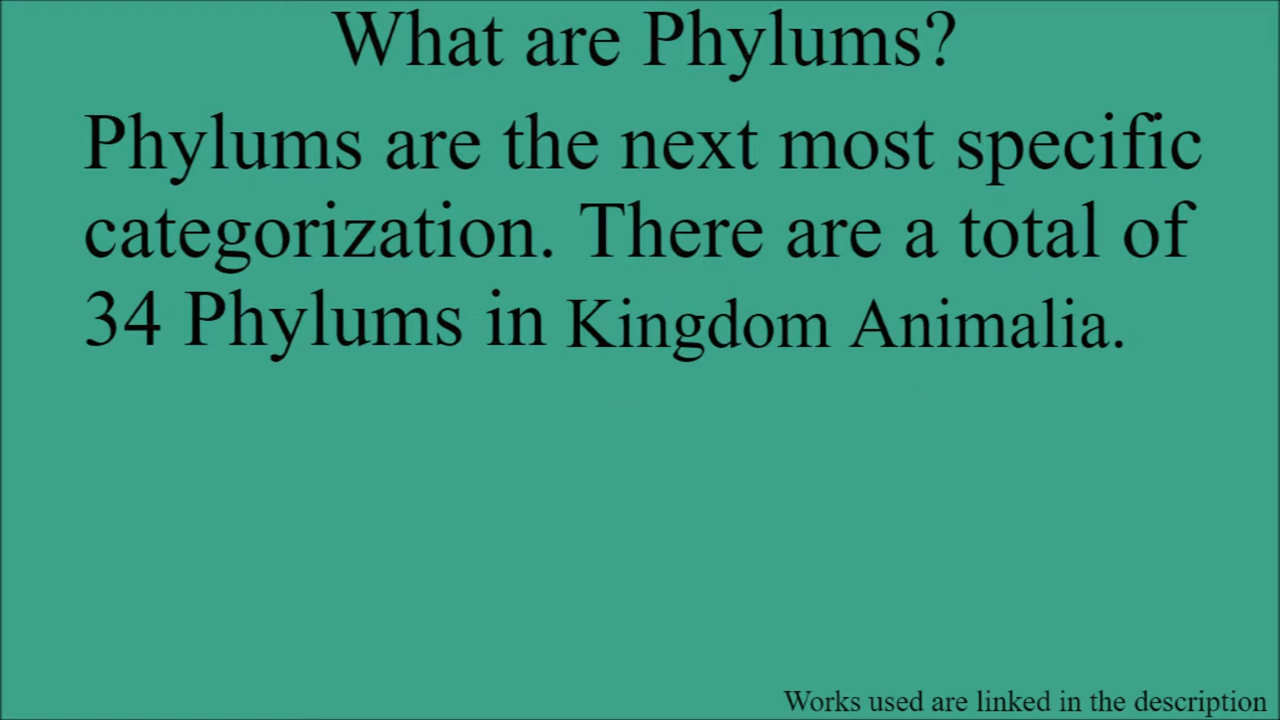 What are Phylums?
Phylums are the next most specific
categorization. There are a total of
34 Phylums in Kingdom Animalia.
Works used are linked in the description